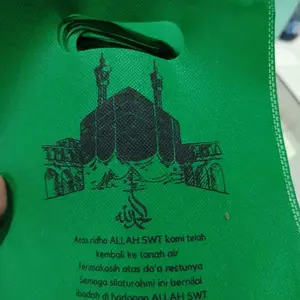 الحمد لله
Atas ridho ALLAH SWT kami telah
kembali ke tanah air
Terimakasih atas do'a restunya
Semoga silaturahmi ini bernilai
ibadah di hadapan ALLAH SWT